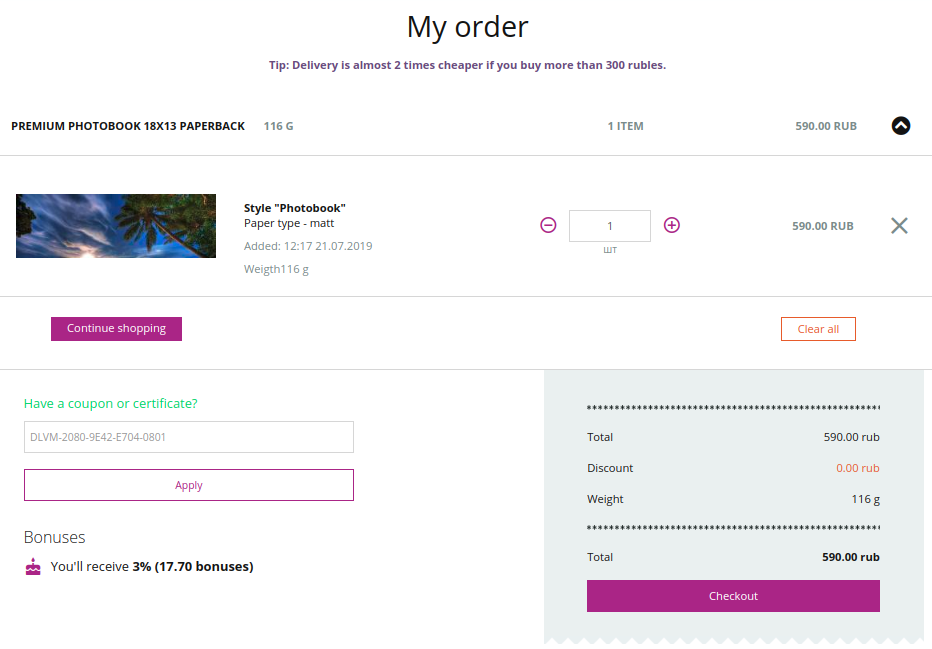 My order
Tip: Delivery is almost 2 times cheaper if you buy more than 300 rubles.
PREMIUM PHOTOBOOK 18X13 PAPERBACK 116 G 1 ITEM 590.00 RUB
Style "Photobook"
Paper type - matt
Added: 12:17 21.07.2019
Weigth116 g
1
шт
590.00 RUB
Continue shopping
Clear all
Have a coupon or certificate?
DLVM-2080-9E42-E704-0801
Apply
Bonuses
You'll receive 3% (17.70 bonuses)
Total 590.00 rub
Discount 0.00 rub
Weight 116 g
Total 590.00 rub
Checkout